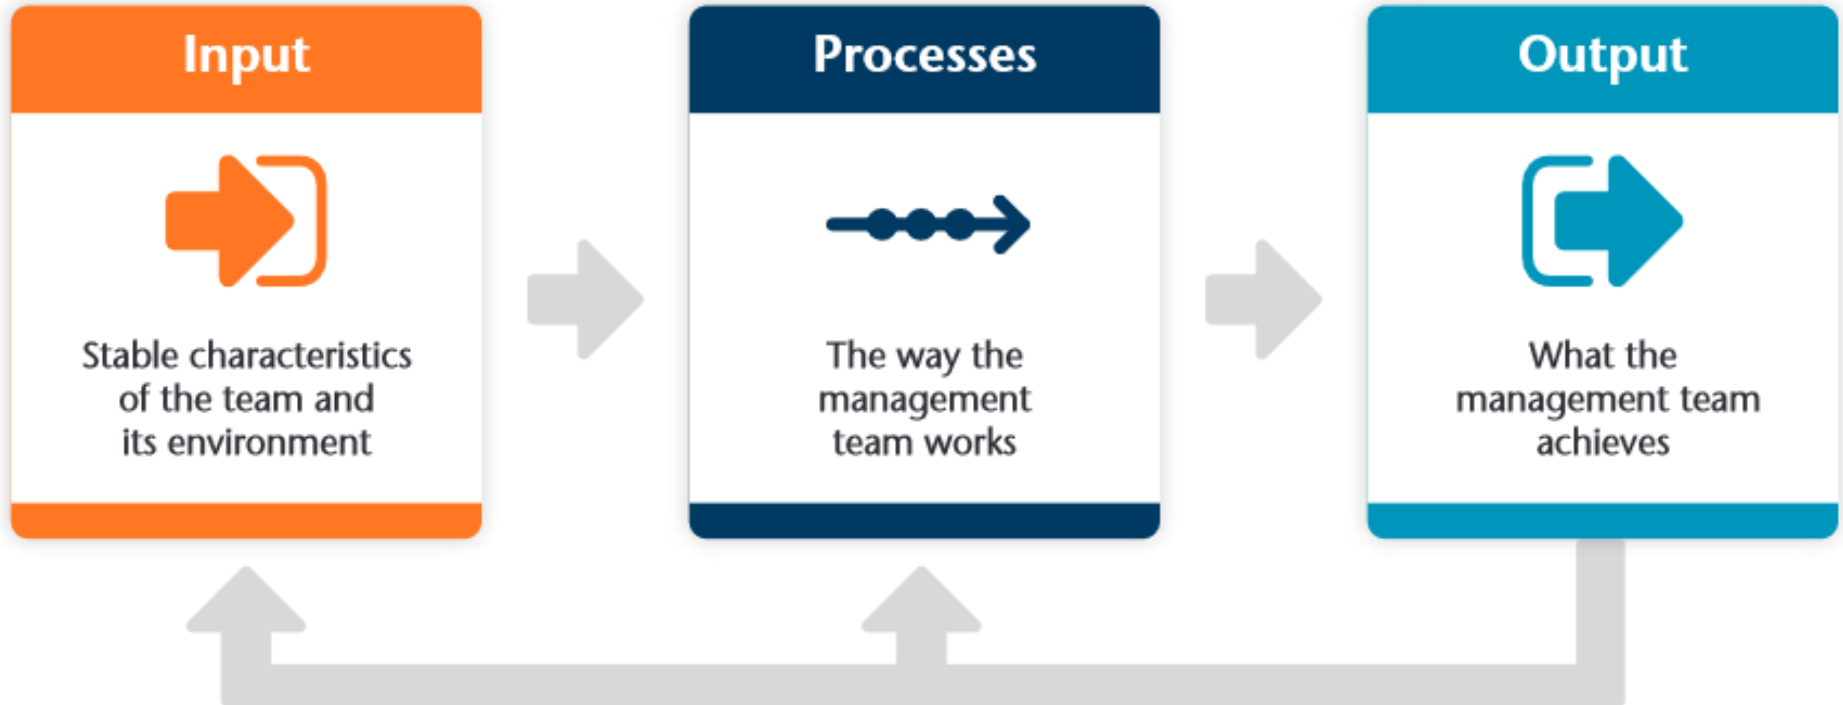 Input
Stable characteristics
of the team and
its environment
Processes
The way the
management
team works
Output
What the
management team
achieves